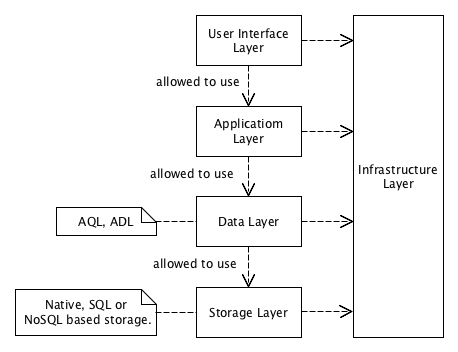 User Interface
Layer
allowed to use
Applicatiom
Layer
allowed to use
Infrastructure
Layer
AQL, ADL
Data Layer
allowed to use
Native, SQL or
NoSQL based storage.
Storage Layer